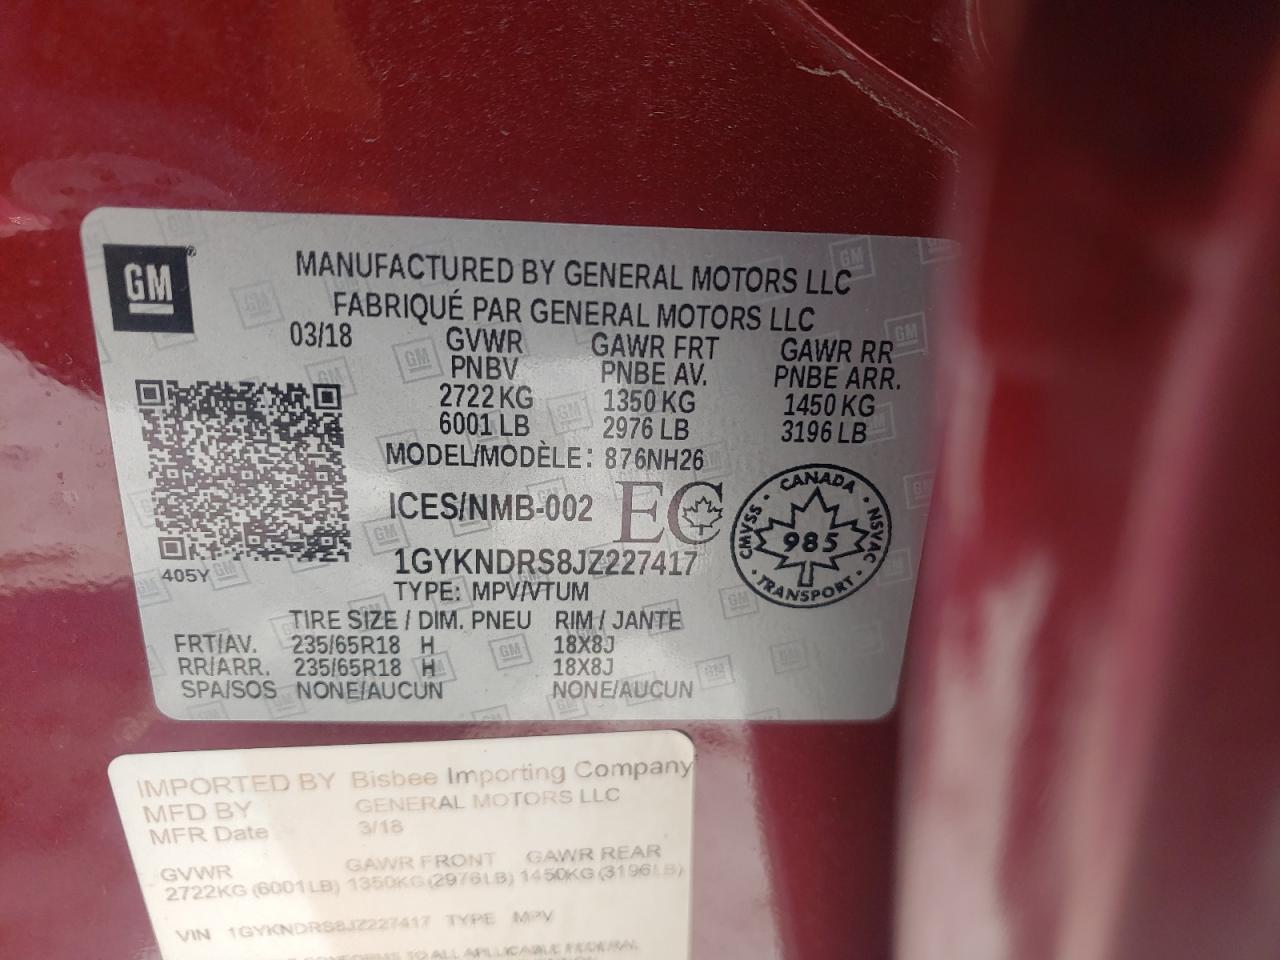 GM
MANUFACTURED BY GENERAL MOTORS LLC
FABRIQUÉ PAR GENERAL MOTORS LLC
03/18 GVWR GAWR FRT GAWR RR
PNBV PNBE AV. PNBE ARR.
2722 KG 1350 KG 1450 KG
6001 LB 2976 LB 3196 LB
MODEL/MODÈLE: 876NH26
ICES/NMB-002 EC
CANADA
CMVSS 985 NSVAC
TRANSPORT
1GYKNDRS8JZ227417
405Y
TYPE: MPV/VTUM
TIRE SIZE / DIM. PNEU RIM / JANTE
FRT/AV. 235/65R18 H 18X8J
RR/ARR. 235/65R18 H 18X8J
SPA/SOS NONE/AUCUN NONE/AUCUN
IMPORTED BY Bisbee Importing Company
MFD BY GENERAL MOTORS LLC
MFR Date 3/18
GVWR GAWR FRONT GAWR REAR
2722KG (6001LB) 1350KG (2976LB) 1450KG (3196LB)
VIN 1GYKNDRS8JZ227417 TYPE MPV
CONFORMS TO ALL APLLICABLE FEDERAL